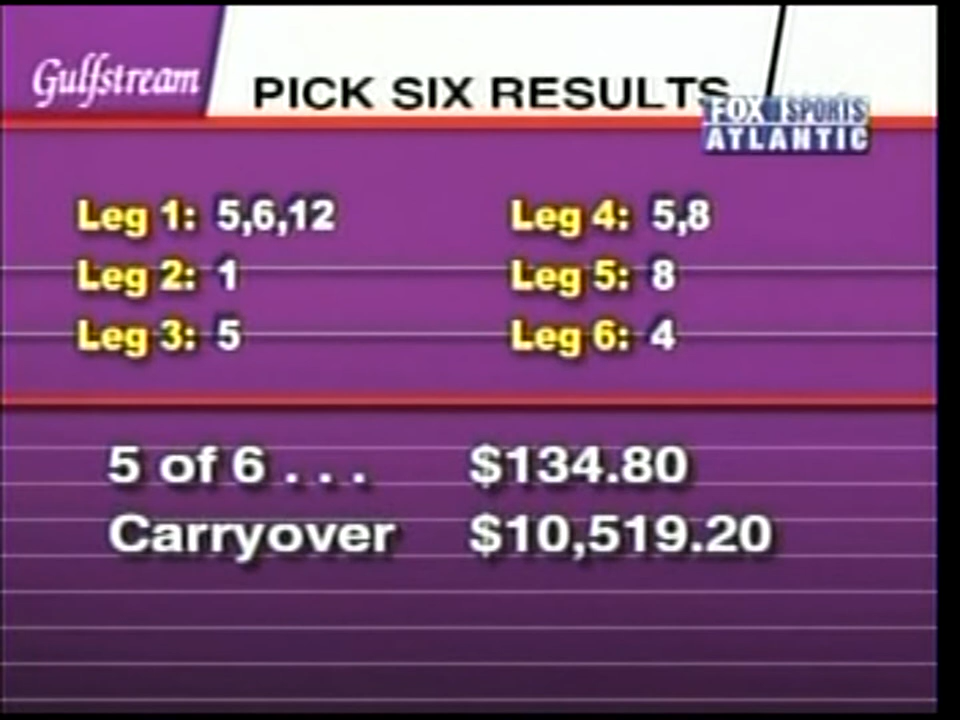 Gulfstream
PICK SIX RESULTS
FOX SPORTS
ATLANTIC
Leg 1: 5,6,12
Leg 2: 1
Leg 3: 5
Leg 4: 5,8
Leg 5: 8
Leg 6: 4
5 of 6 . . . $134.80
Carryover $10,519.20